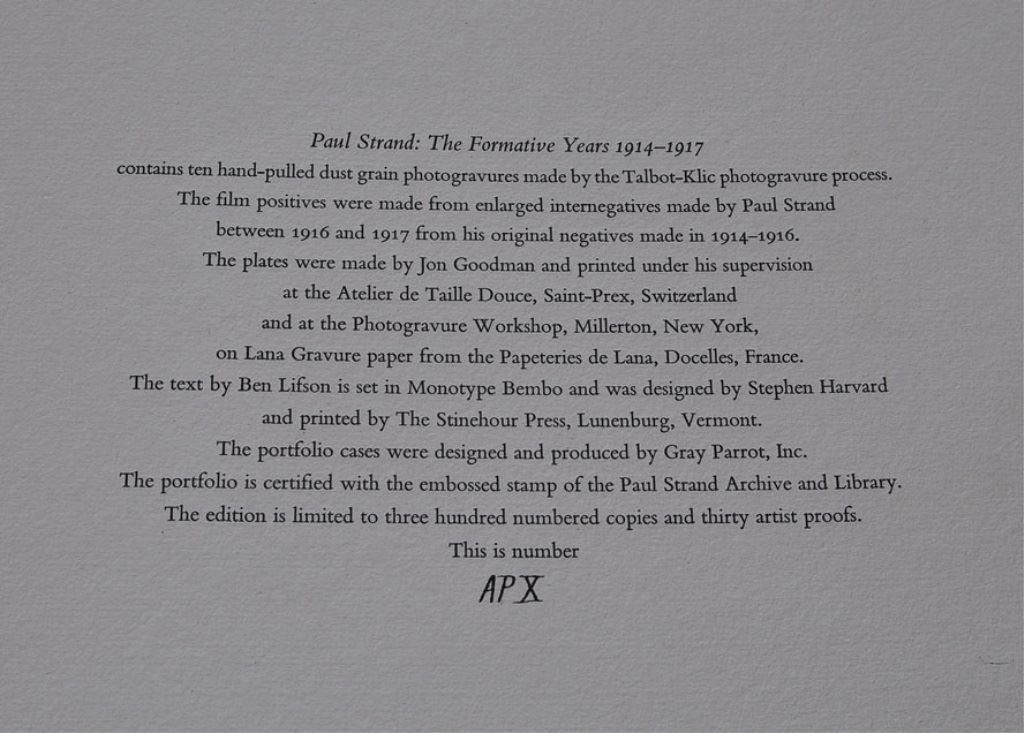 Paul Strand: The Formative Years 1914–1917
contains ten hand-pulled dust grain photogravures made by the Talbot-Klic photogravure process.
The film positives were made from enlarged internegatives made by Paul Strand
between 1916 and 1917 from his original negatives made in 1914–1916.
The plates were made by Jon Goodman and printed under his supervision
at the Atelier de Taille Douce, Saint-Prex, Switzerland
and at the Photogravure Workshop, Millerton, New York,
on Lana Gravure paper from the Papeteries de Lana, Docelles, France.
The text by Ben Lifson is set in Monotype Bembo and was designed by Stephen Harvard
and printed by The Stinehour Press, Lunenburg, Vermont.
The portfolio cases were designed and produced by Gray Parrot, Inc.
The portfolio is certified with the embossed stamp of the Paul Strand Archive and Library.
The edition is limited to three hundred numbered copies and thirty artist proofs.
This is number
AP X